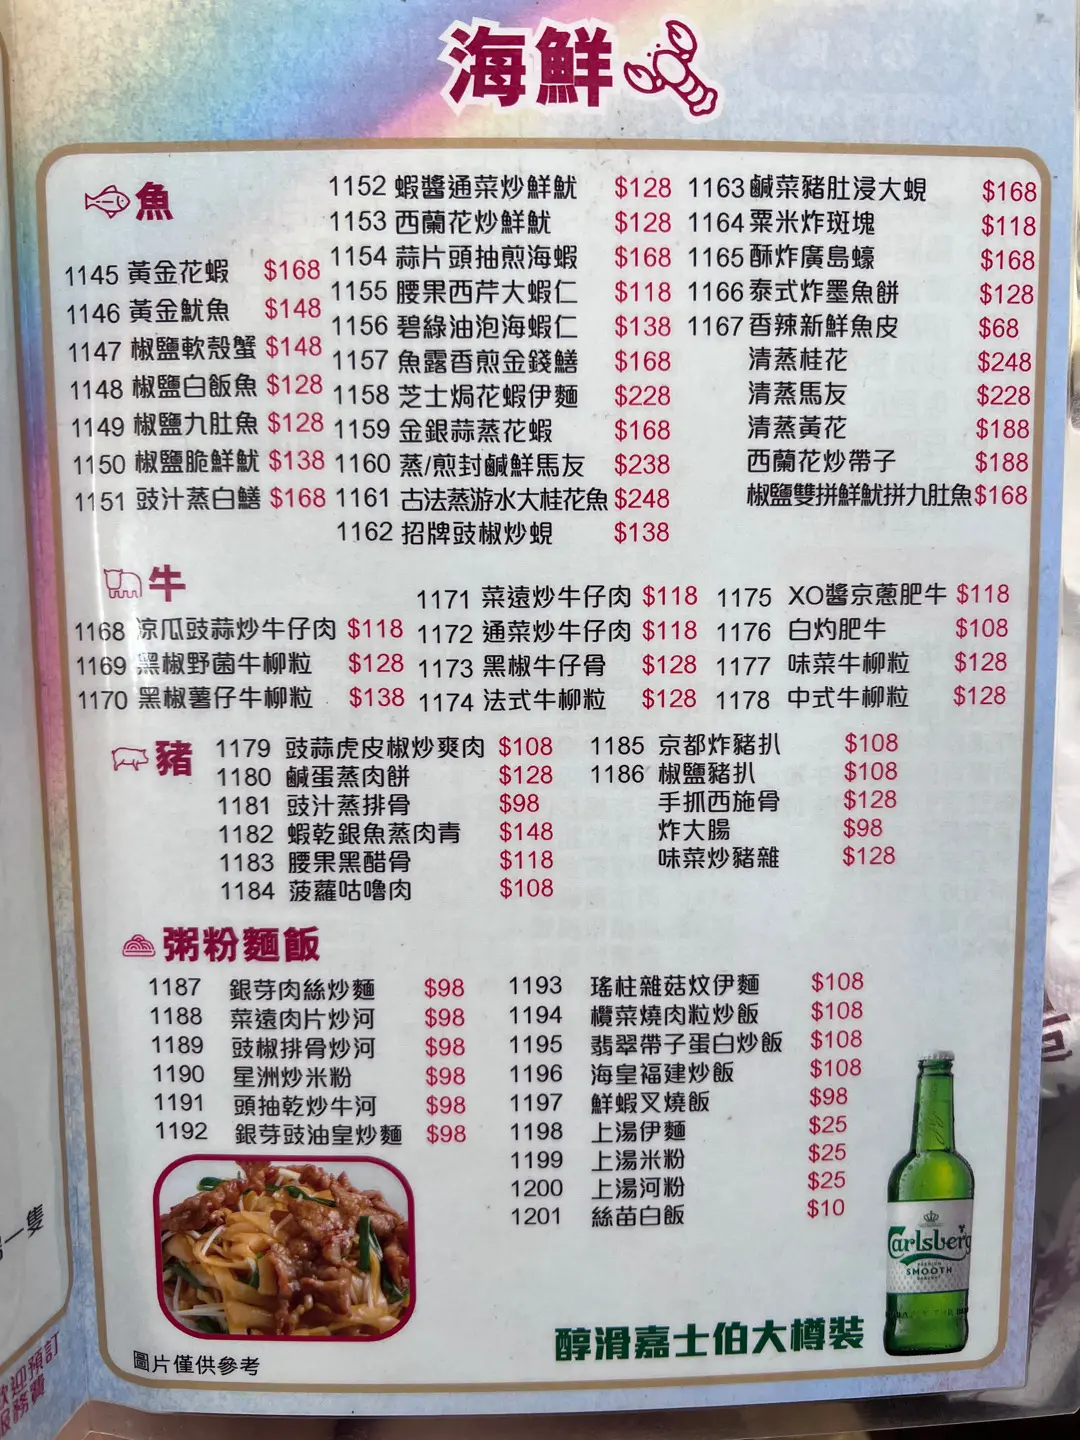 海鮮
魚
1145 黃金花蝦 $168
1146 黃金魷魚 $148
1147 椒鹽軟殼蟹 $148
1148 椒鹽白飯魚 $128
1149 椒鹽九肚魚 $128
1150 椒鹽脆鮮魷 $138
1151 豉汁蒸白鱔 $168
1152 蝦醬通菜炒鮮魷 $128
1153 西蘭花炒鮮魷 $128
1154 蒜片頭抽煎海蝦 $168
1155 腰果西芹大蝦仁 $118
1156 碧綠油泡海蝦仁 $138
1157 魚露香煎金錢鱔 $168
1158 芝士焗花蝦伊麵 $228
1159 金銀蒜蒸花蝦 $168
1160 蒸/煎封鹹鮮馬友 $238
1161 古法蒸游水大桂花魚 $248
1162 招牌豉椒炒蜆 $138
1163 鹹菜豬肚浸大蜆 $168
1164 粟米炸斑塊 $118
1165 酥炸廣島蠔 $168
1166 泰式炸墨魚餅 $128
1167 香辣新鮮魚皮 $68
清蒸桂花 $248
清蒸馬友 $228
清蒸黃花 $188
西蘭花炒帶子 $188
椒鹽雙拼鮮魷拼九肚魚 $168
牛
1168 涼瓜豉蒜炒牛仔肉 $118
1169 黑椒野菌牛柳粒 $128
1170 黑椒薯仔牛柳粒 $138
1171 菜遠炒牛仔肉 $118
1172 通菜炒牛仔肉 $118
1173 黑椒牛仔骨 $128
1174 法式牛柳粒 $128
1175 XO醬京蔥肥牛 $118
1176 白灼肥牛 $108
1177 味菜牛柳粒 $128
1178 中式牛柳粒 $128
豬
1179 豉蒜虎皮椒炒爽肉 $108
1180 鹹蛋蒸肉餅 $128
1181 豉汁蒸排骨 $98
1182 蝦乾銀魚蒸肉青 $148
1183 腰果黑醋骨 $118
1184 菠蘿咕嚕肉 $108
1185 京都炸豬扒 $108
1186 椒鹽豬扒 $108
手抓西施骨 $128
炸大腸 $98
味菜炒豬雜 $128
粥粉麵飯
1187 銀芽肉絲炒麵 $98
1188 菜遠肉片炒河 $98
1189 豉椒排骨炒河 $98
1190 星洲炒米粉 $98
1191 頭抽乾炒牛河 $98
1192 銀芽豉油皇炒麵 $98
1193 瑤柱雜菇炆伊麵 $108
1194 欖菜燒肉粒炒飯 $108
1195 翡翠帶子蛋白炒飯 $108
1196 海皇福建炒飯 $108
1197 鮮蝦叉燒飯 $98
1198 上湯伊麵 $25
1199 上湯米粉 $25
1200 上湯河粉 $25
1201 絲苗白飯 $10
Carlsberg
SMOOTH
醇滑嘉士伯大樽裝
圖片僅供參考
一隻
歡迎預訂
服務費